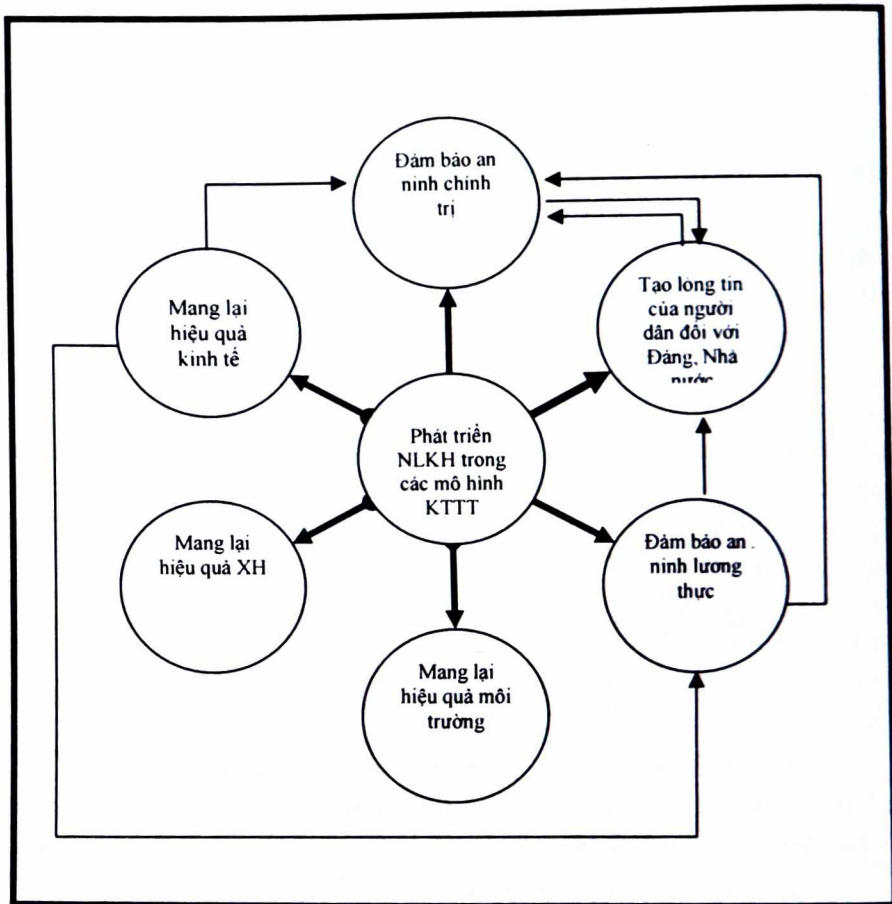 Đảm bảo an
ninh chính
trị
Mang lại
hiệu quả
kinh tế
Tạo lòng tin
của người
dân đối với
Đảng, Nhà
nước
Phát triển
NLKH trong
các mô hình
KTTT
Mang lại
hiệu quả XH
Đảm bảo an
ninh lương
thực
Mang lại
hiệu quả môi
trường